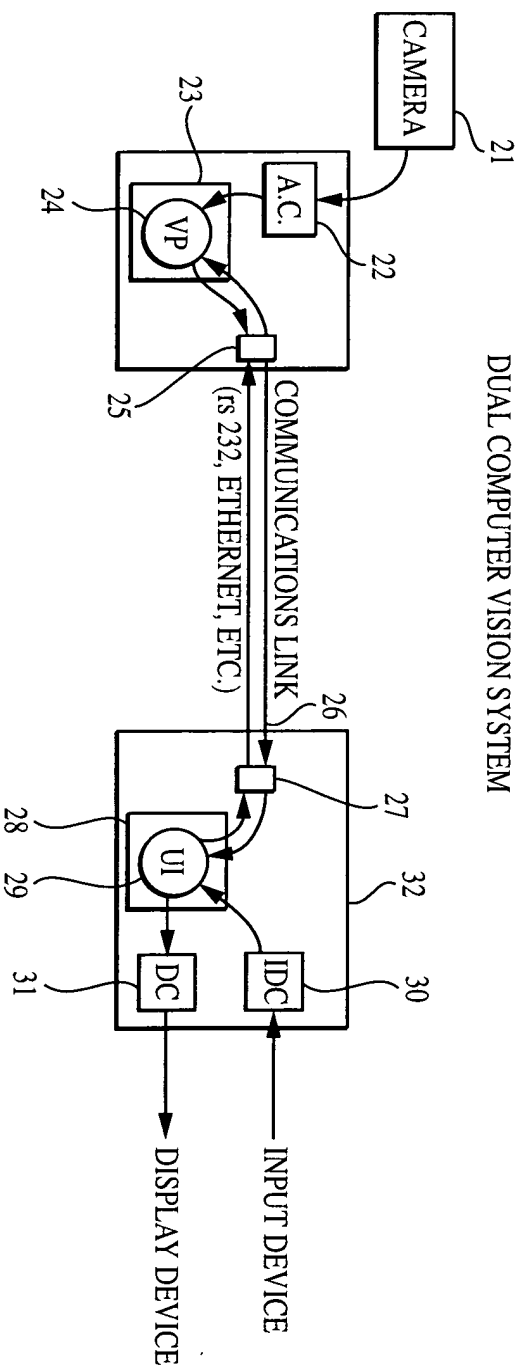 DUAL COMPUTER VISION SYSTEM
CAMERA
21
A.C.
22
23
VP
24
25
COMMUNICATIONS LINK
(rs 232, ETHERNET, ETC.)
26
27
32
28
UI
29
IDC
30
DC
31
INPUT DEVICE
DISPLAY DEVICE